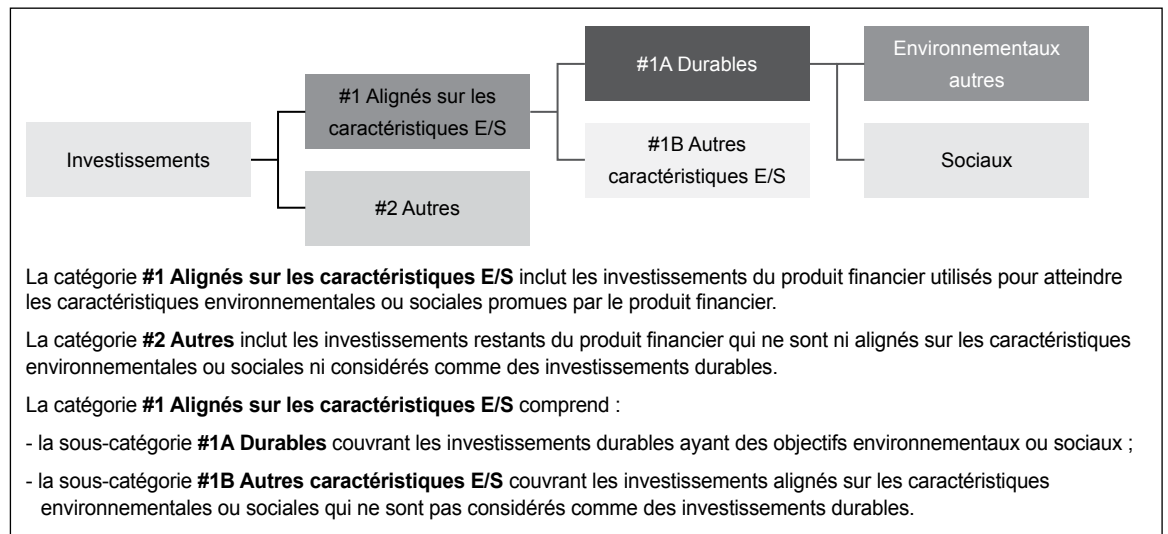 Investissements
#1 Alignés sur les
caractéristiques E/S
#2 Autres
#1A Durables
#1B Autres
caractéristiques E/S
Environnementaux
autres
Sociaux
La catégorie #1 Alignés sur les caractéristiques E/S inclut les investissements du produit financier utilisés pour atteindre
les caractéristiques environnementales ou sociales promues par le produit financier.
La catégorie #2 Autres inclut les investissements restants du produit financier qui ne sont ni alignés sur les caractéristiques
environnementales ou sociales ni considérés comme des investissements durables.
La catégorie #1 Alignés sur les caractéristiques E/S comprend :
- la sous-catégorie #1A Durables couvrant les investissements durables ayant des objectifs environnementaux ou sociaux ;
- la sous-catégorie #1B Autres caractéristiques E/S couvrant les investissements alignés sur les caractéristiques
environnementales ou sociales qui ne sont pas considérés comme des investissements durables.